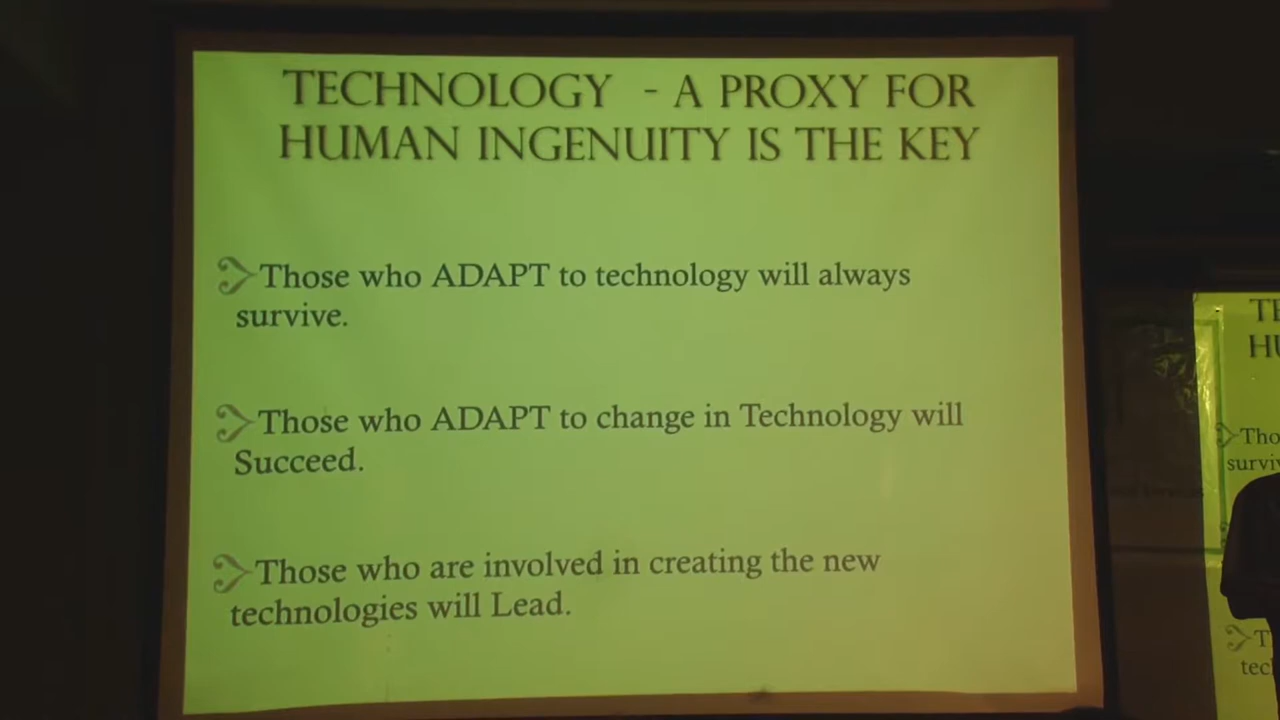 TECHNOLOGY - A PROXY FOR
HUMAN INGENUITY IS THE KEY
Those who ADAPT to technology will always
survive.
Those who ADAPT to change in Technology will
Succeed.
Those who are involved in creating the new
technologies will Lead.